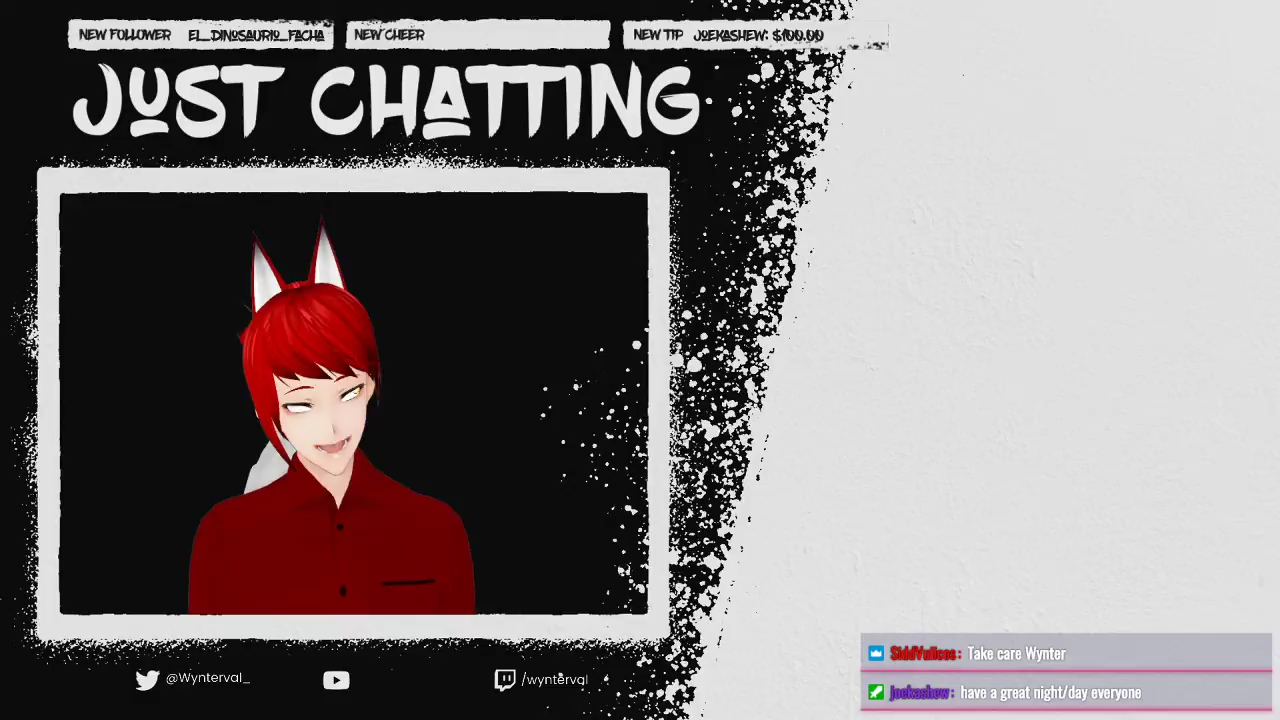 NEW FOLLOWER EL_DINOSAURIO_FACHA
NEW CHEER
NEW TIP JOEKASHEW: $100.00
JUST CHATTING
@Wynterval_
/wynterval
SiddVulicos: Take care Wynter
joekashew: have a great night/day everyone